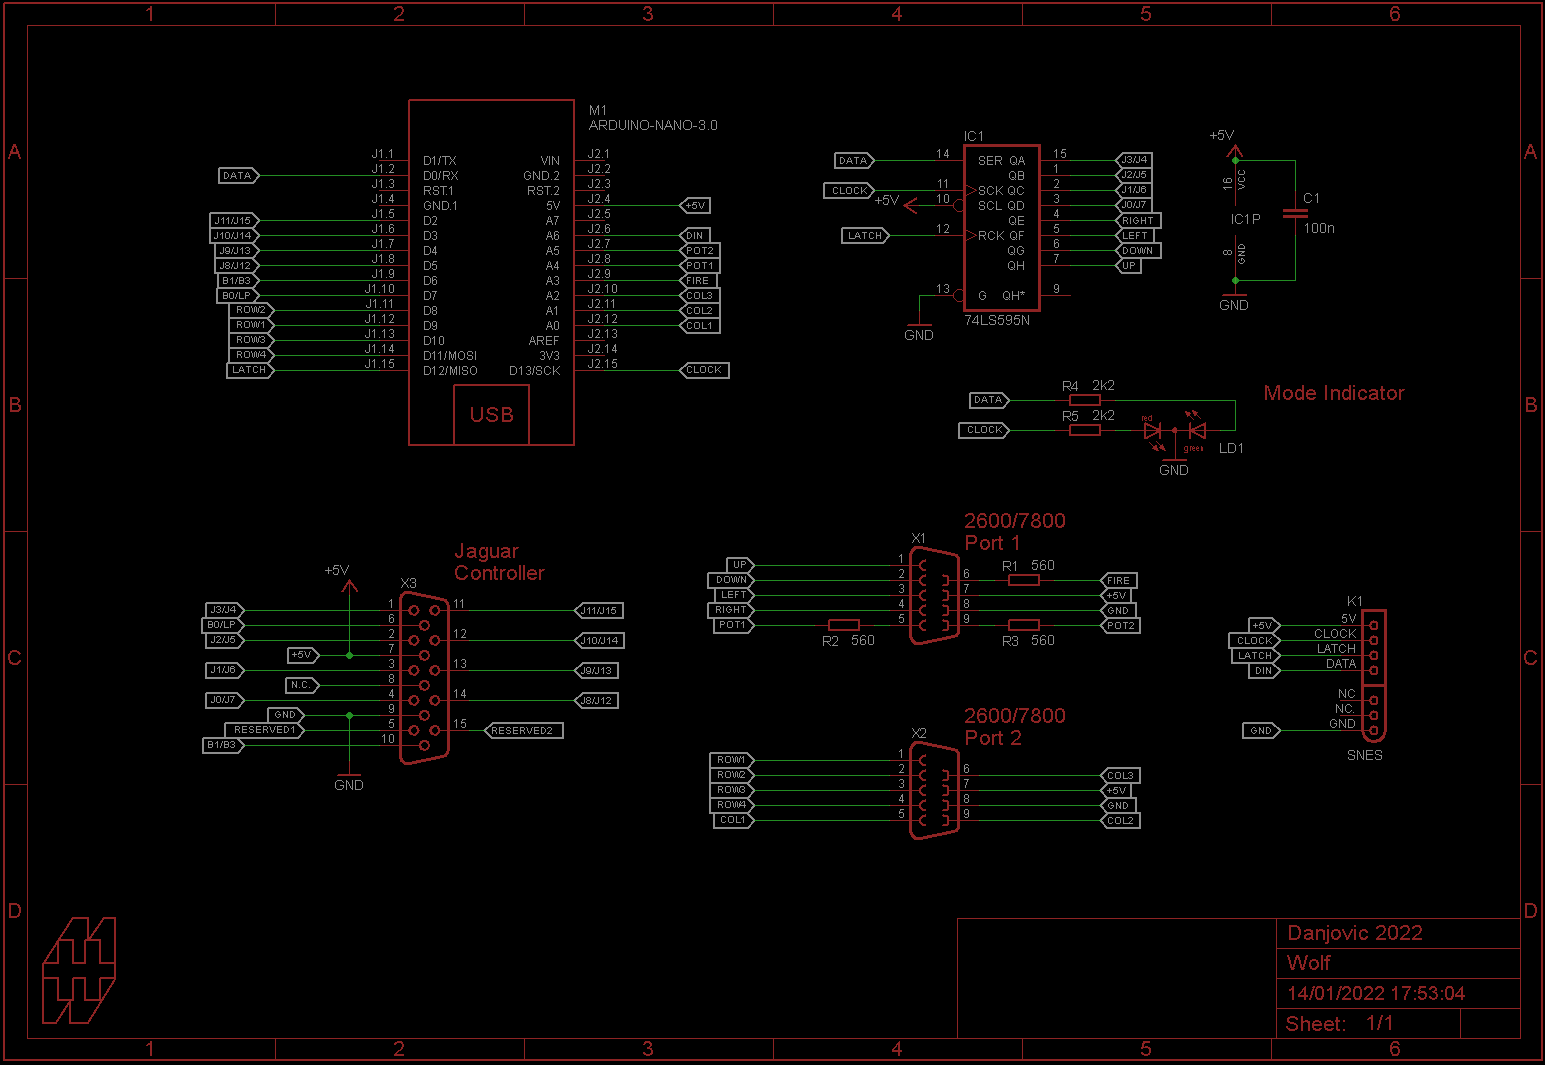 1 2 3 4 5 6
A A
B B
C C
D D
M1
ARDUINO-NANO-3.0
J1.1 D1/TX VIN J2.1
DATA J1.2 D0/RX GND.2 J2.2
J1.3 RST.1 RST.2 J2.3
J1.4 GND.1 5V J2.4 +5V
J11/J15 J1.5 D2 A7 J2.5
J10/J14 J1.6 D3 A6 J2.6 DIN
J9/J13 J1.7 D4 A5 J2.7 POT2
J8/J12 J1.8 D5 A4 J2.8 POT1
B1/B3 J1.9 D6 A3 J2.9 FIRE
B0/LP J1.10 D7 A2 J2.10 COL3
ROW2 J1.11 D8 A1 J2.11 COL2
ROW1 J1.12 D9 A0 J2.12 COL1
ROW3 J1.13 D10 AREF J2.13
ROW4 J1.14 D11/MOSI 3V3 J2.14
LATCH J1.15 D12/MISO D13/SCK J2.15 CLOCK
USB
IC1
DATA 14 SER QA 15 J3/J4
QB 1 J2/J5
CLOCK 11 SCK QC 2 J1/J6
+5V 10 SCL QD 3 J0/J7
QE 4 RIGHT
LATCH 12 RCK QF 5 LEFT
QG 6 DOWN
QH 7 UP
13 G QH* 9
GND
74LS595N
+5V
16 VCC
IC1P
8 GND
GND
C1
100n
Mode Indicator
DATA R4 2K2
CLOCK R5 2K2
red
green
LD1
GND
Jaguar
Controller
+5V
X3
J3/J4 1 11 J11/J15
B0/LP 6
J2/J5 2 12 J10/J14
+5V 7
J1/J6 3 13 J9/J13
N.C. 8
J0/J7 4 14 J8/J12
GND 9
RESERVED1 5 15 RESERVED2
B1/B3 10
GND
2600/7800
Port 1
X1
UP 1
DOWN 2 6 R1 560 FIRE
LEFT 3 7 +5V
RIGHT 4 8 GND
POT1 R2 560 5 9 R3 560 POT2
2600/7800
Port 2
X2
ROW1 1
ROW2 2 6 COL3
ROW3 3 7 +5V
ROW4 4 8 GND
COL1 5 9 COL2
K1
+5V 5V
CLOCK CLOCK
LATCH LATCH
DIN DATA
NC
NC.
GND GND
SNES
Danjovic 2022
Wolf
14/01/2022 17:53:04
Sheet: 1/1
1 2 3 4 5 6